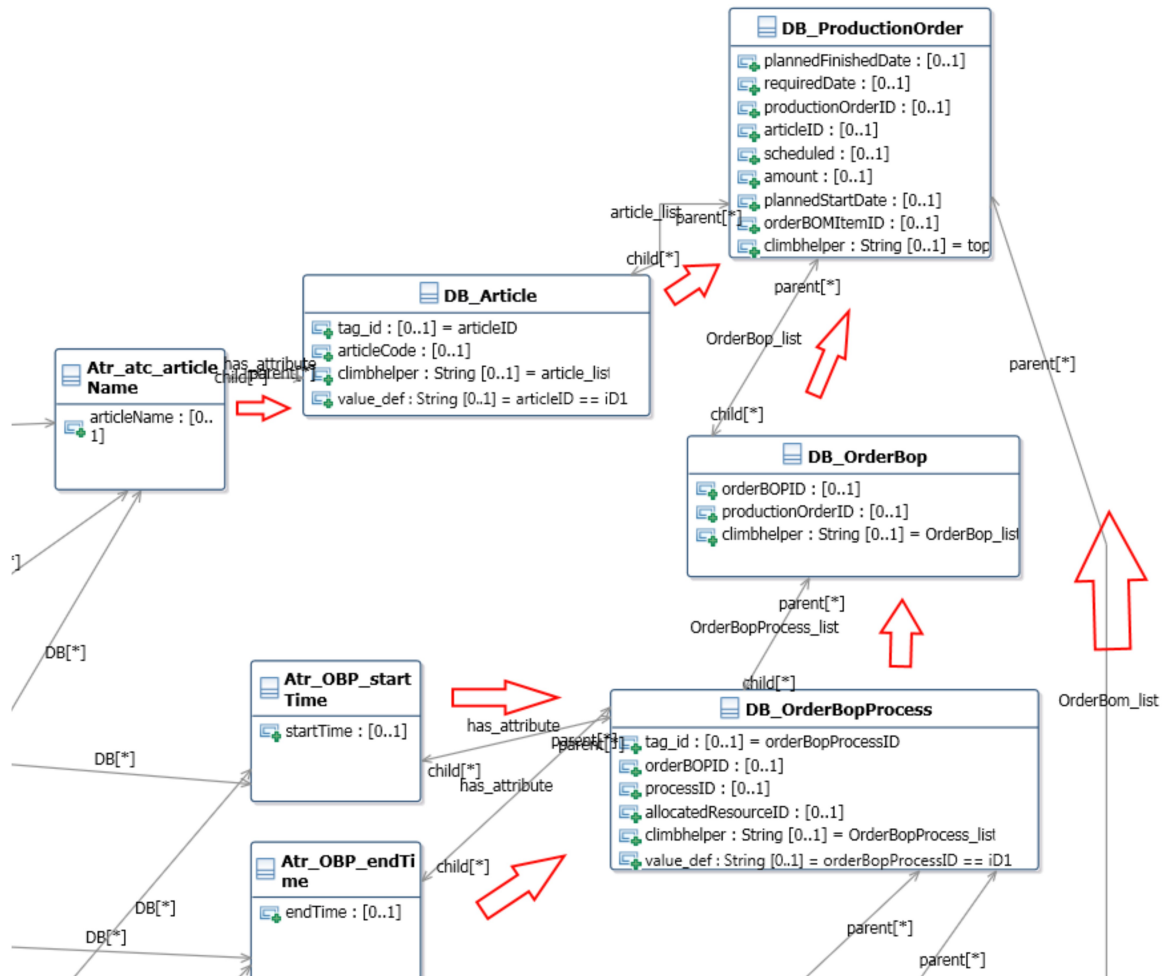 DB_ProductionOrder
plannedFinishedDate : [0..1]
requiredDate : [0..1]
productionOrderID : [0..1]
articleID : [0..1]
scheduled : [0..1]
amount : [0..1]
plannedStartDate : [0..1]
orderBOMItemID : [0..1]
climbhelper : String [0..1] = top
article_list
parent[*]
child[*]
DB_Article
tag_id : [0..1] = articleID
articleCode : [0..1]
climbhelper : String [0..1] = article_list
value_def : String [0..1] = articleID == iD1
Atr_atc_article
Name
articleName : [0..
1]
has_attribute
child[*]
parent[*]
parent[*]
OrderBop_list
child[*]
parent[*]
DB_OrderBop
orderBOPID : [0..1]
productionOrderID : [0..1]
climbhelper : String [0..1] = OrderBop_list
*]
DB[*]
parent[*]
OrderBopProcess_list
child[*]
OrderBom_list
Atr_OBP_start
Time
startTime : [0..1]
DB_OrderBopProcess
tag_id : [0..1] = orderBopProcessID
orderBOPID : [0..1]
processID : [0..1]
allocatedResourceID : [0..1]
climbhelper : String [0..1] = OrderBopProcess_list
value_def : String [0..1] = orderBopProcessID == iD1
has_attribute
parent[*]
parent[*]
child[*]
has_attribute
DB[*]
Atr_OBP_endTi
me
endTime : [0..1]
child[*]
DB[*]
DB[*]
parent[*]
parent[*]